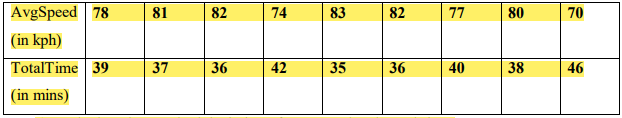 AvgSpeed 78 81 82 74 83 82 77 80 70
(in kph)
TotalTime 39 37 36 42 35 36 40 38 46
(in mins)